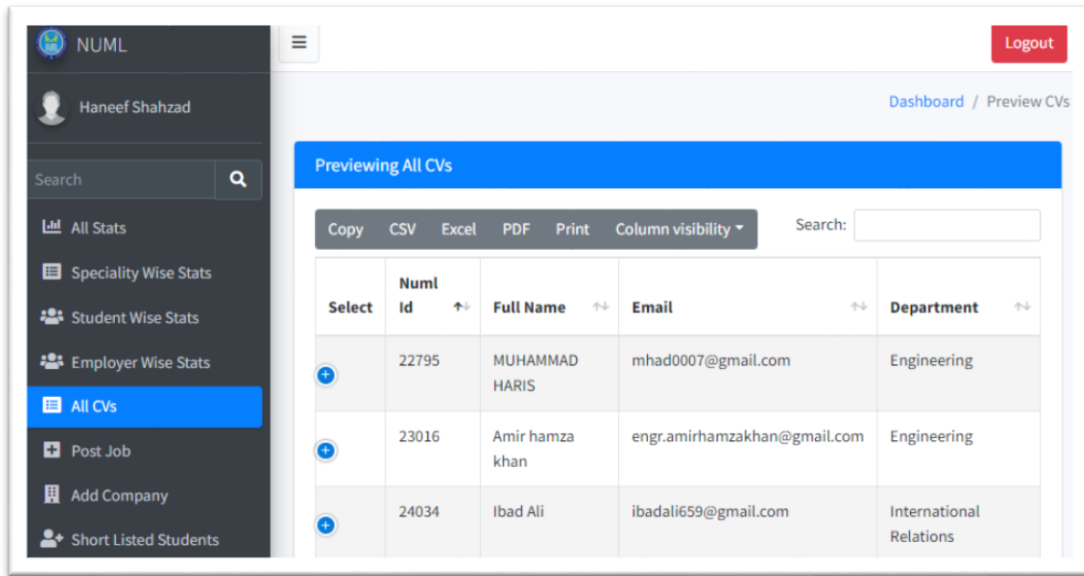 NUML
Logout
Haneef Shahzad
Dashboard / Preview CVs
Search
Previewing All CVs
All Stats
Speciality Wise Stats
Student Wise Stats
Employer Wise Stats
All CVs
Post Job
Add Company
Short Listed Students
Copy CSV Excel PDF Print Column visibility
Search:
Select Numl Id Full Name Email Department
22795 MUHAMMAD HARIS mhad0007@gmail.com Engineering
23016 Amir hamza khan engr.amirhamzakhan@gmail.com Engineering
24034 Ibad Ali ibadali659@gmail.com International Relations